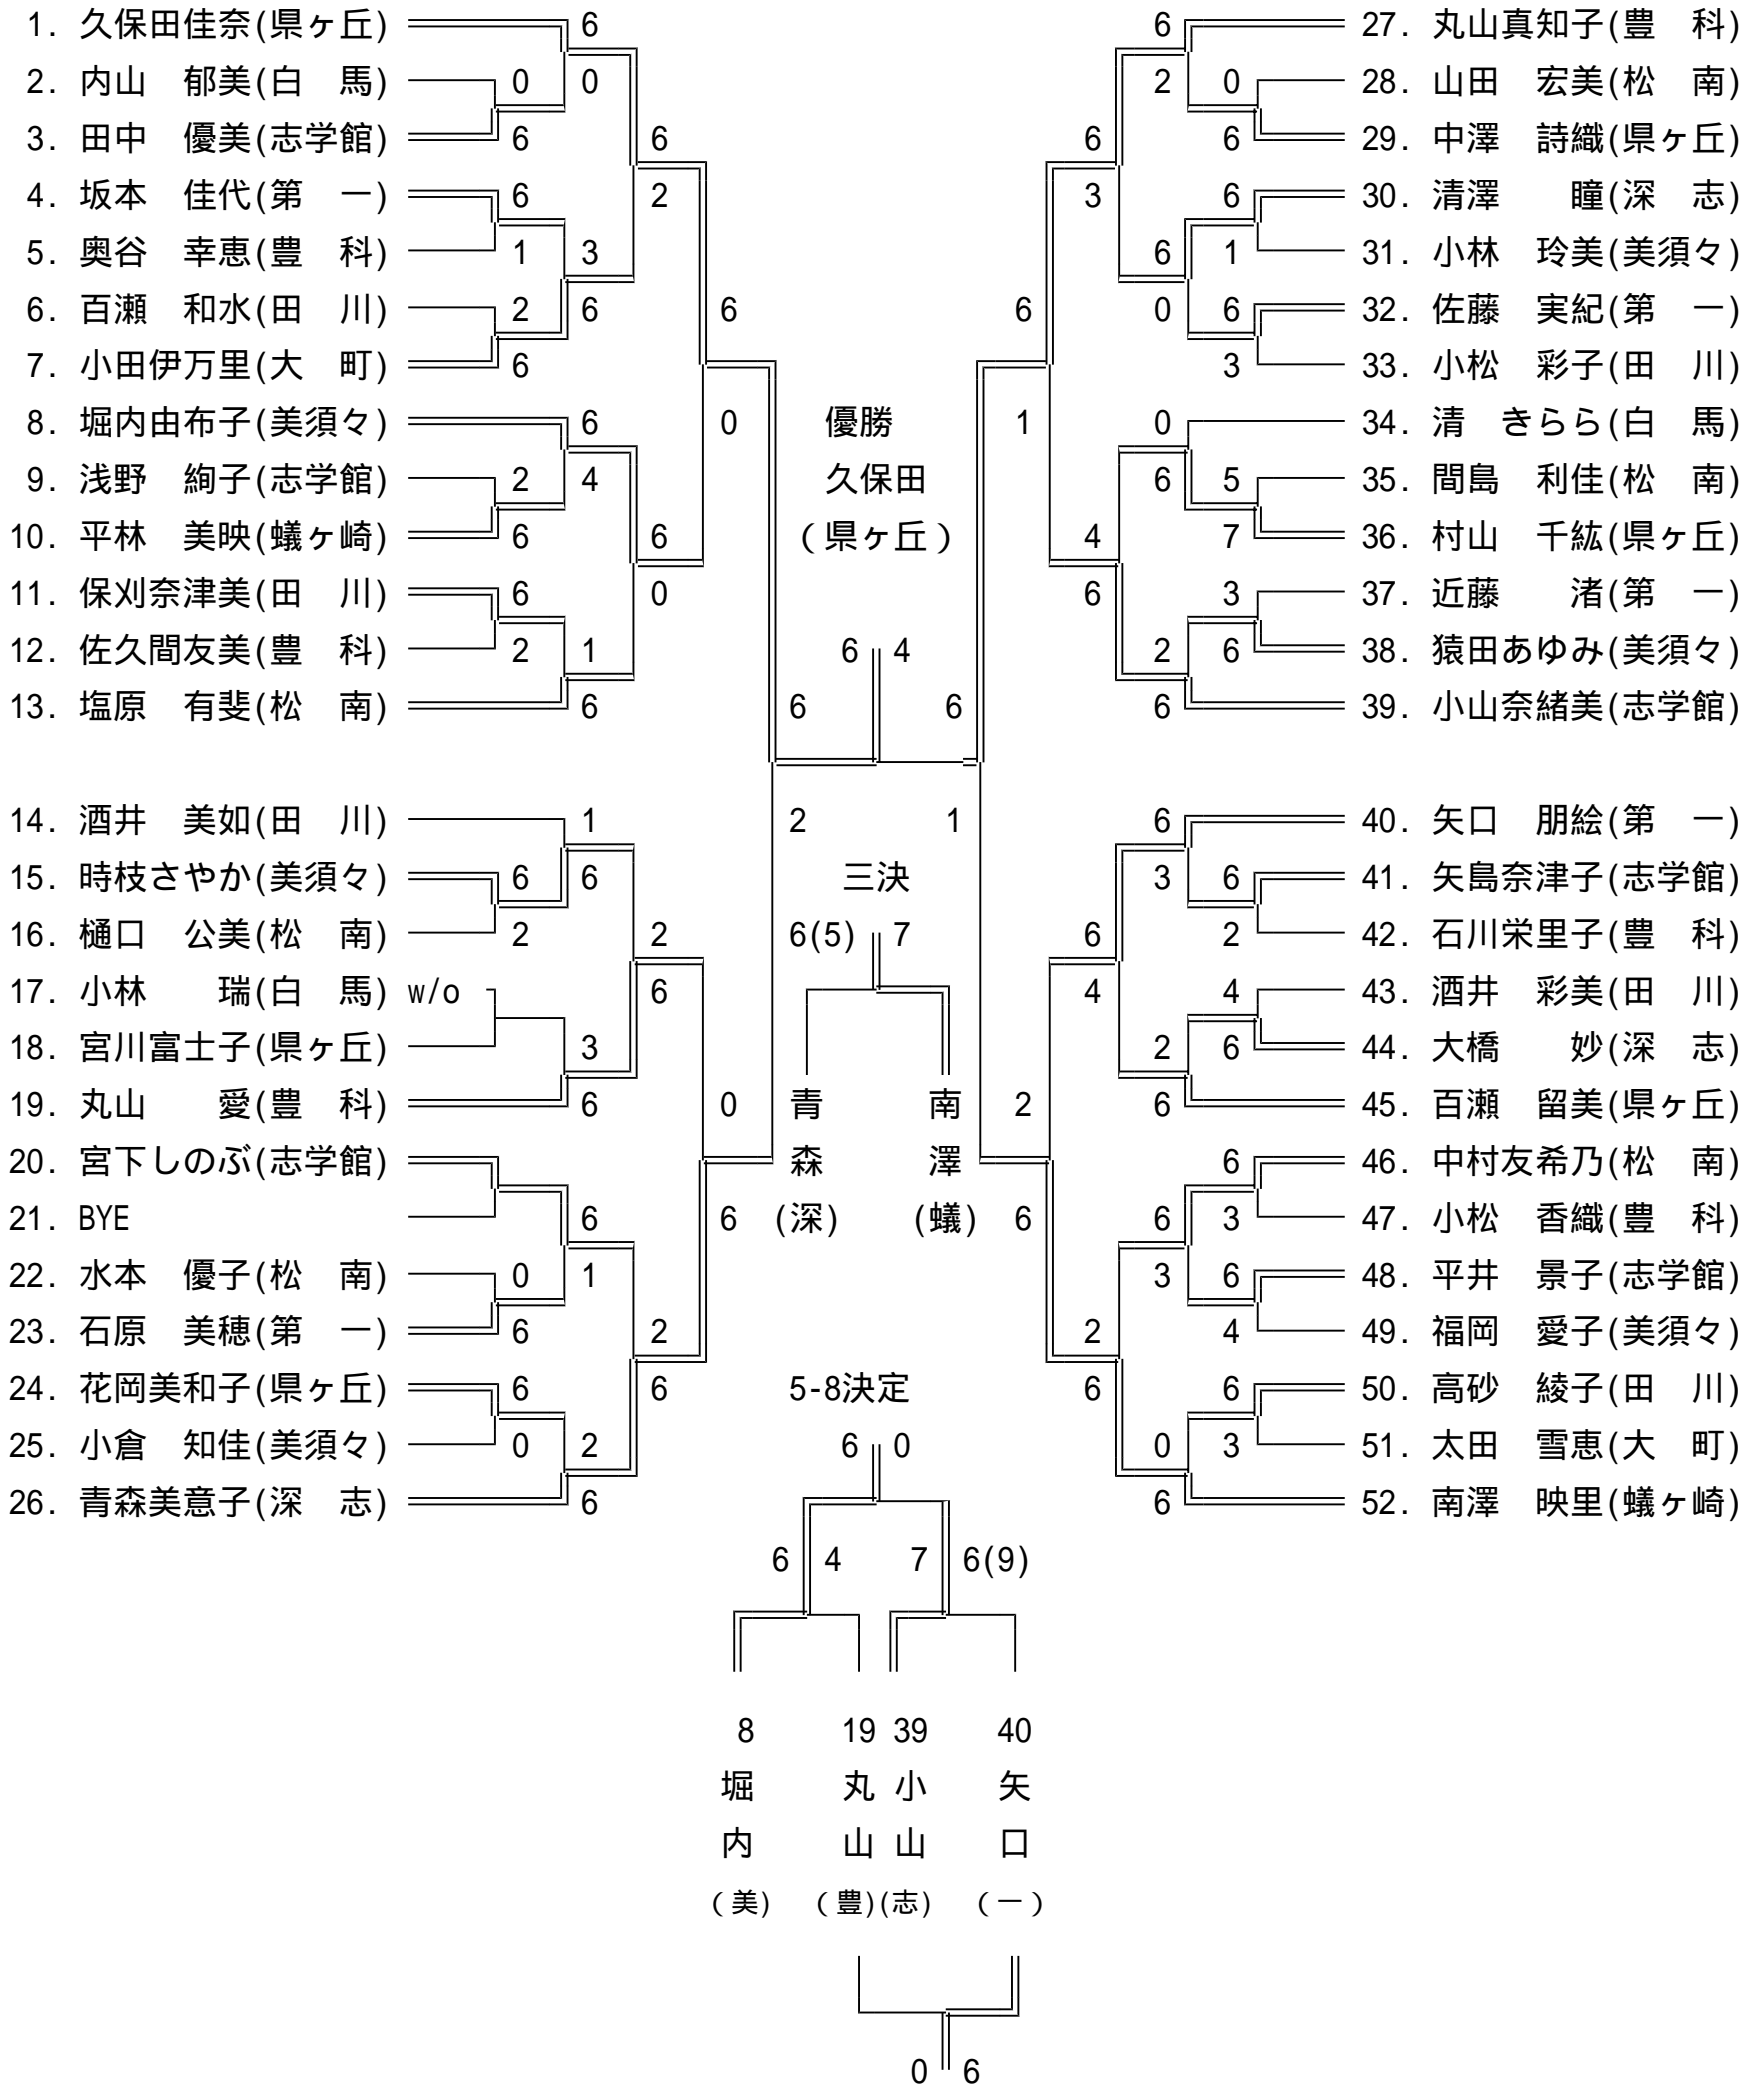 1. 久保田佳奈(県ヶ丘) 6 6 27. 丸山真知子(豊　科)
2. 内山　郁美(白　馬) 0 0 2 0 28. 山田　宏美(松　南)
3. 田中　優美(志学館) 6 6 6 6 29. 中澤　詩織(県ヶ丘)
4. 坂本　佳代(第　一) 6 2 3 6 30. 清澤　　瞳(深　志)
5. 奥谷　幸恵(豊　科) 1 3 6 1 31. 小林　玲美(美須々)
6. 百瀬　和水(田　川) 2 6 6 6 0 6 32. 佐藤　実紀(第　一)
7. 小田伊万里(大　町) 6 3 33. 小松　彩子(田　川)
8. 堀内由布子(美須々) 6 0 優勝 1 0 34. 清　きらら(白　馬)
9. 浅野　絢子(志学館) 2 4 久保田 6 5 35. 間島　利佳(松　南)
10. 平林　美映(蟻ヶ崎) 6 6 (県ヶ丘) 4 7 36. 村山　千紘(県ヶ丘)
11. 保刈奈津美(田　川) 6 0 6 3 37. 近藤　　渚(第　一)
12. 佐久間友美(豊　科) 2 1 6 4 2 6 38. 猿田あゆみ(美須々)
13. 塩原　有斐(松　南) 6 6 6 6 39. 小山奈緒美(志学館)
14. 酒井　美如(田　川) 1 2 1 6 40. 矢口　朋絵(第　一)
15. 時枝さやか(美須々) 6 6 三決 3 6 41. 矢島奈津子(志学館)
16. 樋口　公美(松　南) 2 2 6(5) 7 6 2 42. 石川栄里子(豊　科)
17. 小林　　瑞(白　馬) w/o 6 4 4 43. 酒井　彩美(田　川)
18. 宮川富士子(県ヶ丘) 3 2 6 44. 大橋　　妙(深　志)
19. 丸山　　愛(豊　科) 6 0 青 南 2 6 45. 百瀬　留美(県ヶ丘)
20. 宮下しのぶ(志学館) 森 澤 6 46. 中村友希乃(松　南)
21. BYE 6 6 (深) (蟻) 6 6 3 47. 小松　香織(豊　科)
22. 水本　優子(松　南) 0 1 3 6 48. 平井　景子(志学館)
23. 石原　美穂(第　一) 6 2 2 4 49. 福岡　愛子(美須々)
24. 花岡美和子(県ヶ丘) 6 6 5-8決定 6 6 50. 高砂　綾子(田　川)
25. 小倉　知佳(美須々) 0 2 6 0 0 3 51. 太田　雪恵(大　町)
26. 青森美意子(深　志) 6 6 52. 南澤　映里(蟻ヶ崎)
6 4 7 6(9)
8 19 39 40
堀 丸 小 矢
内 山 山 口
(美) (豊) (志) (一)
0 6